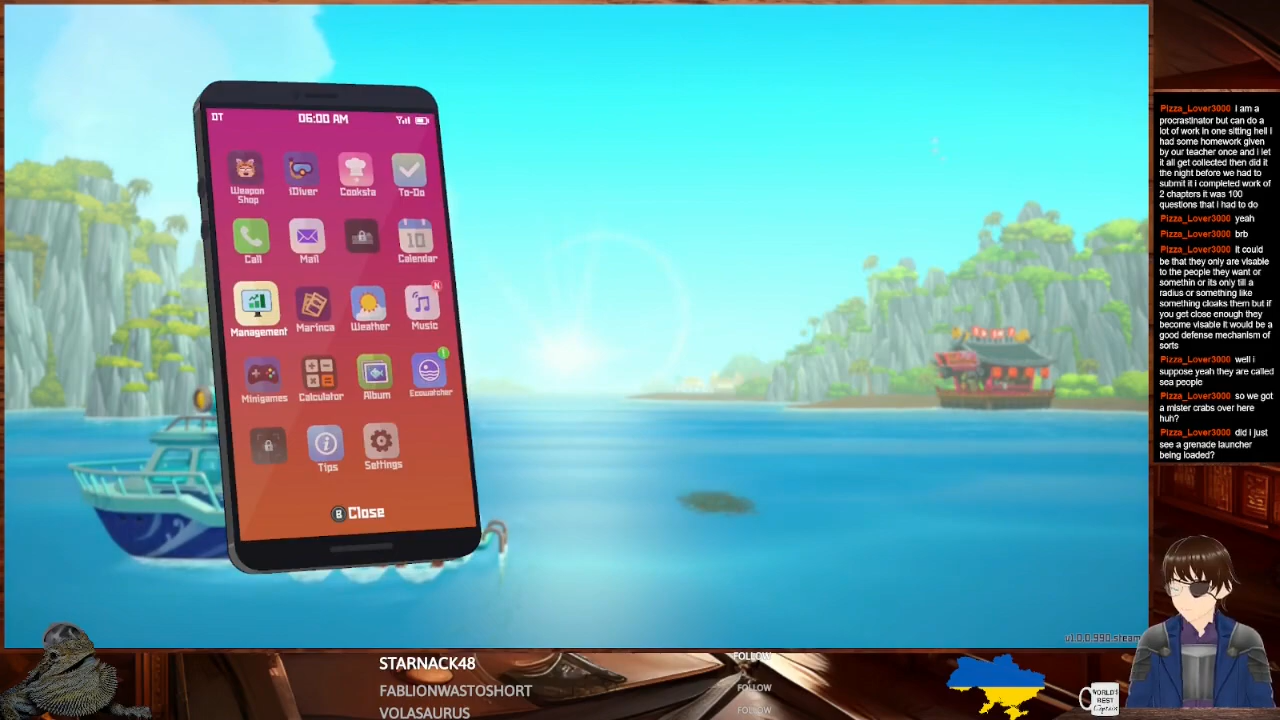 DT
06:00 AM
Weapon Shop
iDiver
Cooksta
To-Do
Call
Mail
10
Calendar
Management
Marinca
Weather
N
Music
Minigames
Calculator
Album
Ecowatcher
Tips
Settings
B Close
v1.0.0.990.steam
Pizza_Lover3000 I am a
procrastinator but can do a
lot of work in one sitting hell i
had some homework given
by our teacher once and i let
it all get collected then did it
the night before we had to
submit it i completed work of
2 chapters it was 100
questions that i had to do
Pizza_Lover3000 yeah
Pizza_Lover3000 brb
Pizza_Lover3000 it could
be that they only are visable
to the people they want or
somethin or its only till a
radius or something like
something cloaks them but if
you get close enough they
become visable it would be a
good defense mechanism of
sorts
Pizza_Lover3000 well i
suppose yeah they are called
sea people
Pizza_Lover3000 so we got
a mister crabs over here
huh?
Pizza_Lover3000 did i just
see a grenade launcher
being loaded?
STARNACK48
FOLLOW
FABLIONWASTOSHORT
FOLLOW
VOLASAURUS
FOLLOW
WORLD'S
BEST
Captain